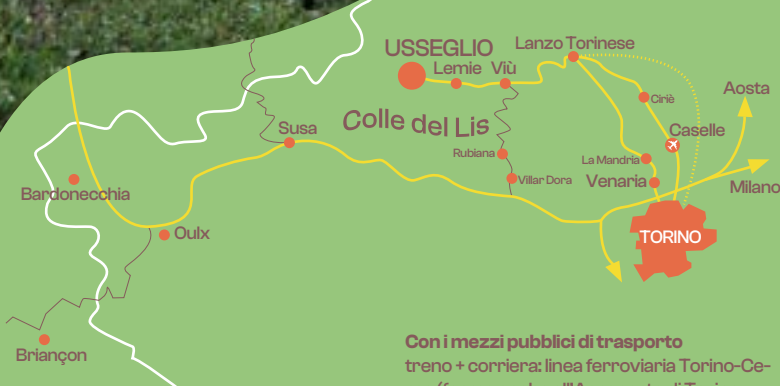 USSEGLIO
Lanzo Torinese
Lemie
Viù
Ciriè
Aosta
Colle del Lis
Susa
Caselle
Rubiana
La Mandria
Bardonecchia
Villar Dora
Venaria
Milano
Oulx
TORINO
Con i mezzi pubblici di trasporto
Briançon
treno + corriera: linea ferroviaria Torino-Ce-